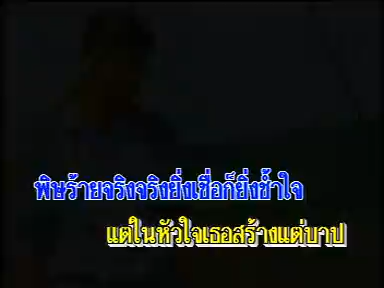 พิษร้ายจริงจริงยิ่งเชื่อก็ยิ่งช้ำใจ
แต่ในหัวใจเธอสร้างแต่บาป